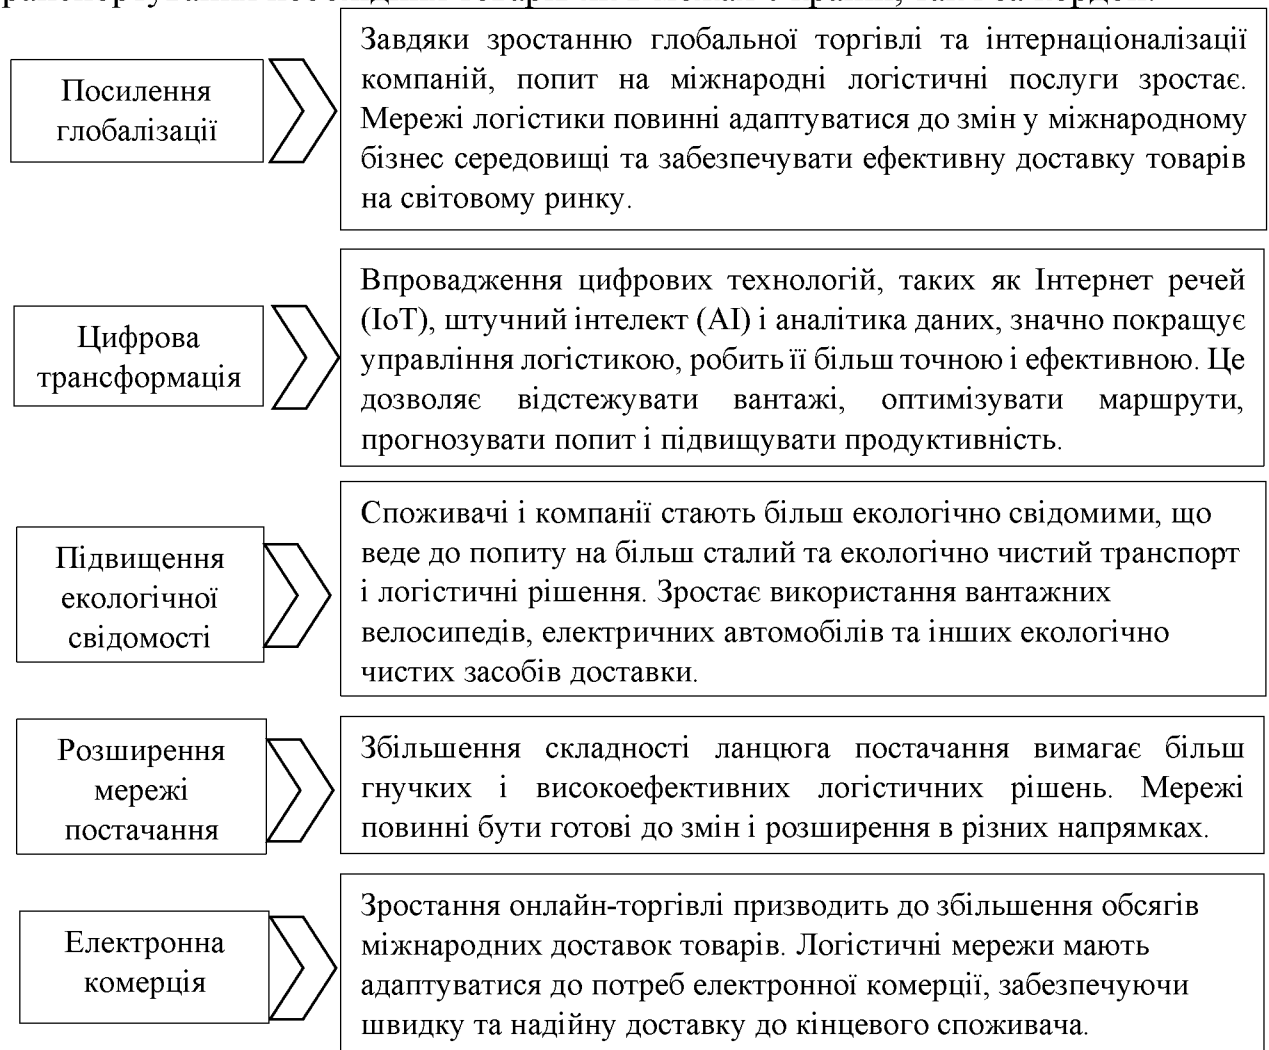 Посилення
глобалізації
Завдяки зростанню глобальної торгівлі та інтернаціоналізації
компаній, попит на міжнародні логістичні послуги зростає.
Мережі логістики повинні адаптуватися до змін у міжнародному
бізнес середовищі та забезпечувати ефективну доставку товарів
на світовому ринку.
Цифрова
трансформація
Впровадження цифрових технологій, таких як Інтернет речей
(IoT), штучний інтелект (AI) і аналітика даних, значно покращує
управління логістикою, робить її більш точною і ефективною. Це
дозволяє відстежувати вантажі, оптимізувати маршрути,
прогнозувати попит і підвищувати продуктивність.
Підвищення
екологічної
свідомості
Споживачі і компанії стають більш екологічно свідомими, що
веде до попиту на більш сталий та екологічно чистий транспорт
і логістичні рішення. Зростає використання вантажних
велосипедів, електричних автомобілів та інших екологічно
чистих засобів доставки.
Розширення
мережі
постачання
Збільшення складності ланцюга постачання вимагає більш
гнучких і високоефективних логістичних рішень. Мережі
повинні бути готові до змін і розширення в різних напрямках.
Електронна
комерція
Зростання онлайн-торгівлі призводить до збільшення обсягів
міжнародних доставок товарів. Логістичні мережи мають
адаптуватися до потреб електронної комерції, забезпечуючи
швидку та надійну доставку до кінцевого споживача.